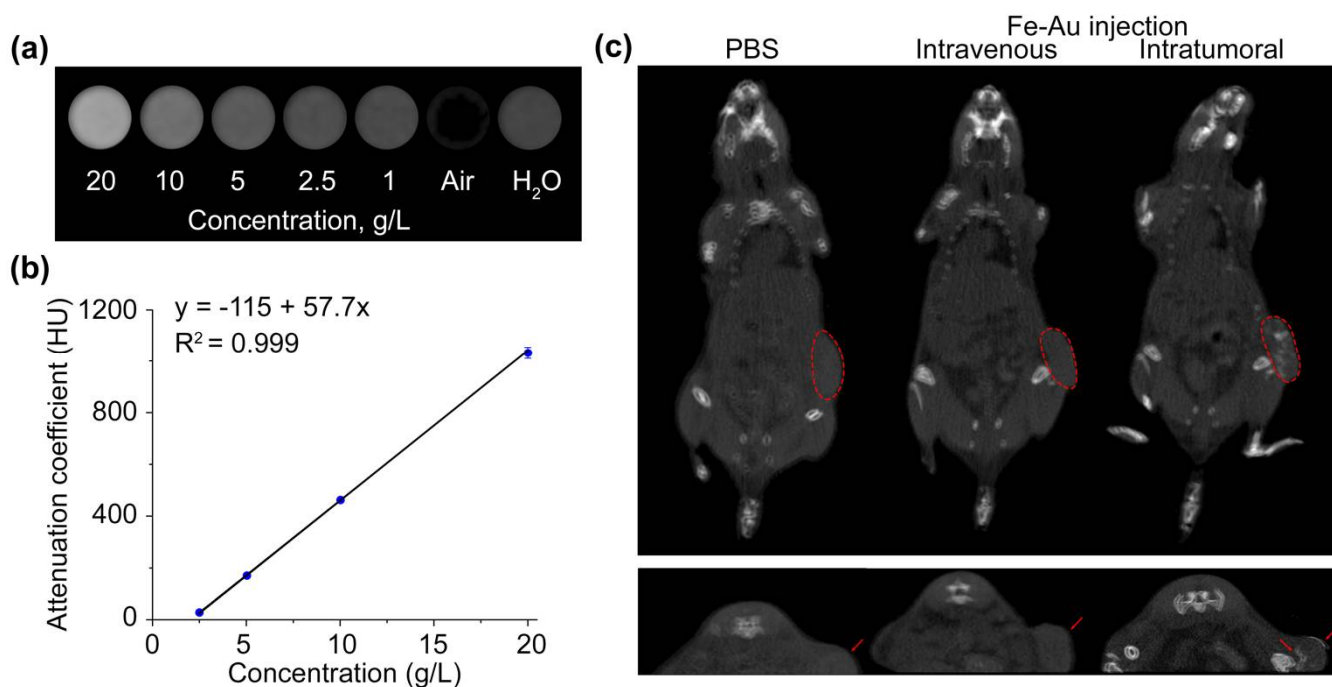 (a)
20 10 5 2.5 1 Air H₂O
Concentration, g/L
(b)
y = -115 + 57.7x
R² = 0.999
Attenuation coefficient (HU)
1200
800
400
0
0 5 10 15 20
Concentration (g/L)
(c)
Fe-Au injection
PBS Intravenous Intratumoral